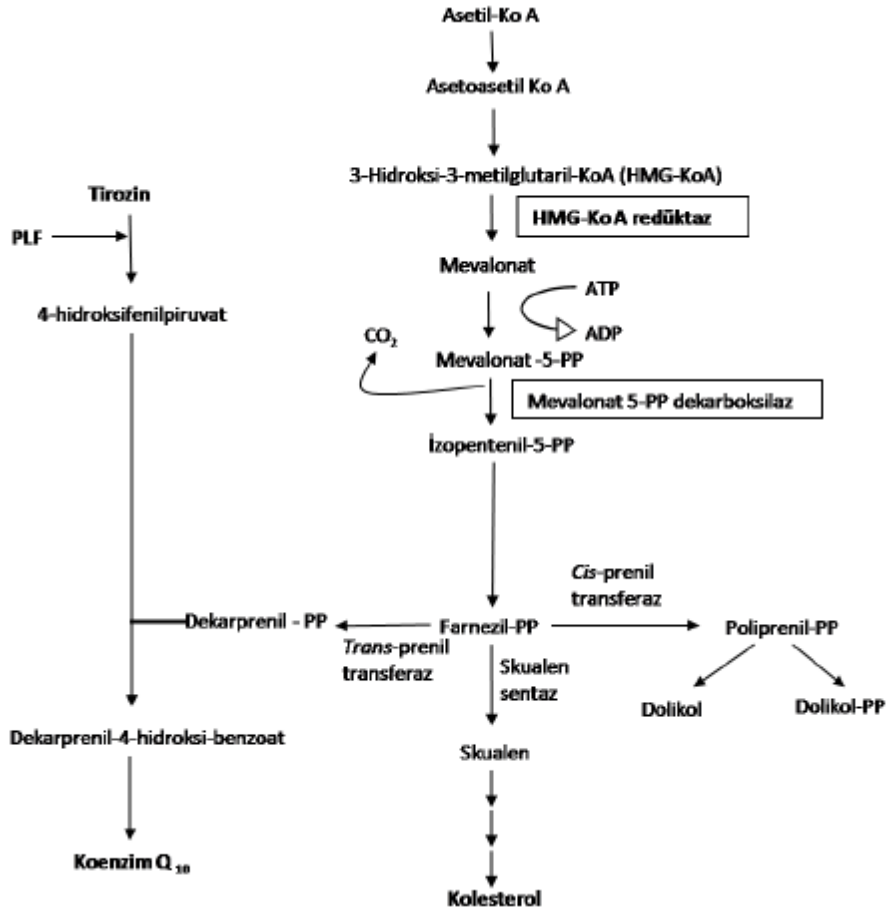 Asetil-Ko A
Asetoasetil Ko A
3-Hidroksi-3-metilglutaril-KoA (HMG-KoA)
Tirozin
HMG-Ko A redüktaz
PLF
Mevalonat
ATP
4-hidroksifenilpiruvat
CO2
ADP
Mevalonat -5-PP
Mevalonat 5-PP dekarboksilaz
İzopentenil-5-PP
Cis-prenil
transferaz
Dekarprenil - PP
Farnezil-PP
Poliprenil-PP
Trans-prenil
transferaz
Skualen
sentaz
Dolikol
Dolikol-PP
Dekarprenil-4-hidroksi-benzoat
Skualen
Koenzim Q 10
Kolesterol